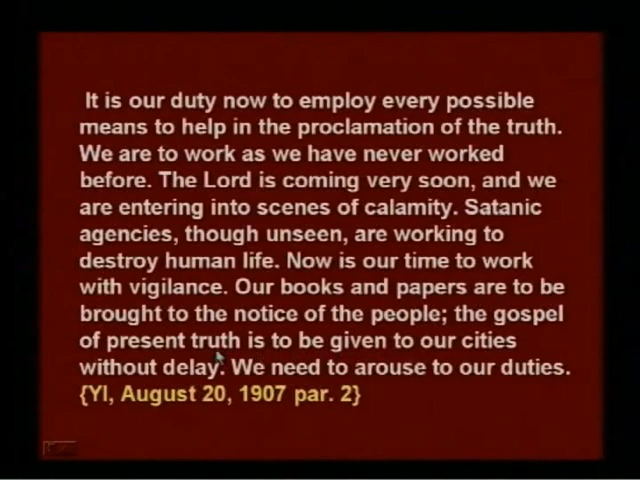 It is our duty now to employ every possible
means to help in the proclamation of the truth.
We are to work as we have never worked
before. The Lord is coming very soon, and we
are entering into scenes of calamity. Satanic
agencies, though unseen, are working to
destroy human life. Now is our time to work
with vigilance. Our books and papers are to be
brought to the notice of the people; the gospel
of present truth is to be given to our cities
without delay. We need to arouse to our duties.
{YI, August 20, 1907 par. 2}